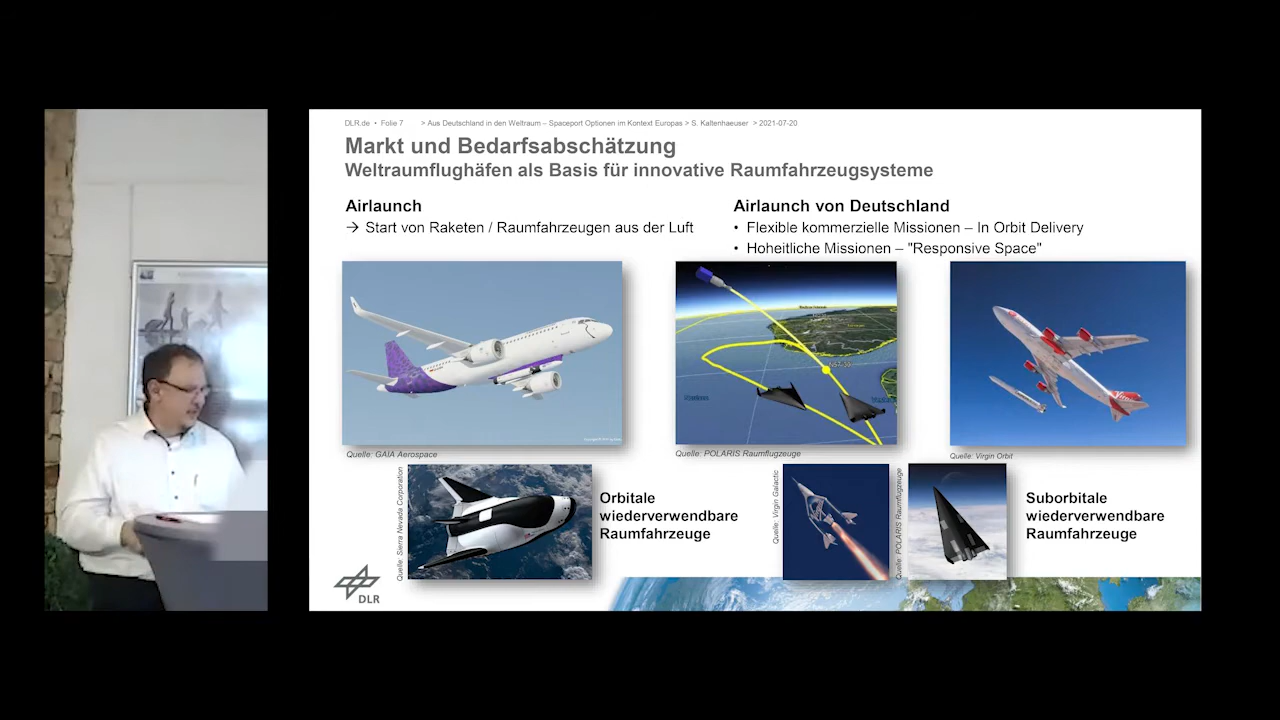 DLR.de • Folie 7 > Aus Deutschland in den Weltraum – Spaceport Optionen im Kontext Europas > S. Kaltenhaeuser > 2021-07-20
Markt und Bedarfsabschätzung
Weltraumflughäfen als Basis für innovative Raumfahrzeugsysteme
Airlaunch
→ Start von Raketen / Raumfahrzeugen aus der Luft
Airlaunch von Deutschland
• Flexible kommerzielle Missionen – In Orbit Delivery
• Hoheitliche Missionen – "Responsive Space"
Quelle: GAIA Aerospace
Quelle: POLARIS Raumflugzeuge
Quelle: Virgin Orbit
Quelle: Sierra Nevada Corporation
Orbitale
wiederverwendbare
Raumfahrzeuge
Quelle: Virgin Galactic
Quelle: POLARIS Raumflugzeuge
Suborbitale
wiederverwendbare
Raumfahrzeuge
DLR